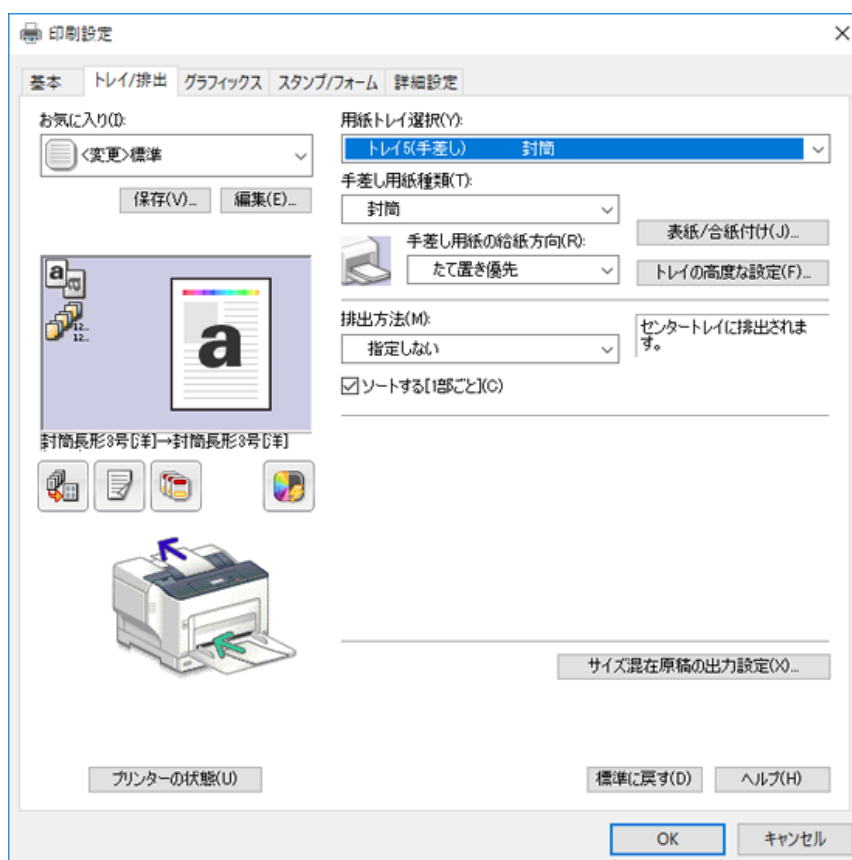 印刷設定
基本 トレイ/排出 グラフィックス スタンプ/フォーム 詳細設定
お気に入り(I):
<変更>標準
保存(V)... 編集(E)...
a
a
12..
12..
a
封筒長形3号[洋]→封筒長形3号[洋]
プリンターの状態(U)
用紙トレイ選択(Y):
トレイ5(手差し) 封筒
手差し用紙種類(T):
封筒
表紙/合紙付け(J)...
手差し用紙の給紙方向(R):
たて置き優先
トレイの高度な設定(F)...
排出方法(M):
指定しない
センタートレイに排出されま
す。
ソートする[1部ごと](C)
サイズ混在原稿の出力設定(X)...
標準に戻す(D) ヘルプ(H)
OK キャンセル